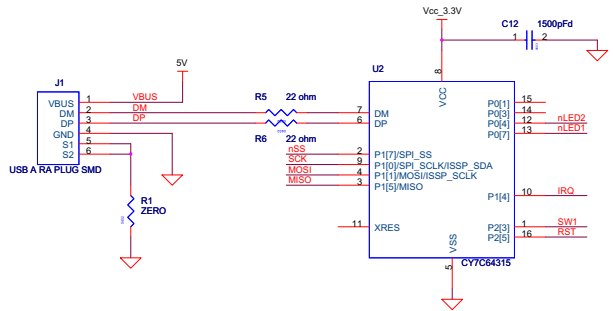 Vcc_3.3V
C12 1500pFd
1 2
5V
J1
U2
8
VCC
VBUS 1 VBUS
DM 2 DM
DP 3 DP
GND 4
S1 5
S2 6
USB A RA PLUG SMD
R5 22 ohm
R6 22 ohm
7 DM
6 DP
nSS 2 P1[7]/SPI_SS
SCK 9 P1[0]/SPI_SCLK/ISSP_SDA
MOSI 4 P1[1]/MOSI/ISSP_SCLK
MISO 3 P1[5]/MISO
11 XRES
P0[1] 15
P0[3] 14
P0[4] 12 nLED2
P0[7] 13 nLED1
P1[4] 10 IRQ
P2[3] 1 SW1
P2[5] 16 RST
VSS
5
CY7C64315
R1
ZERO